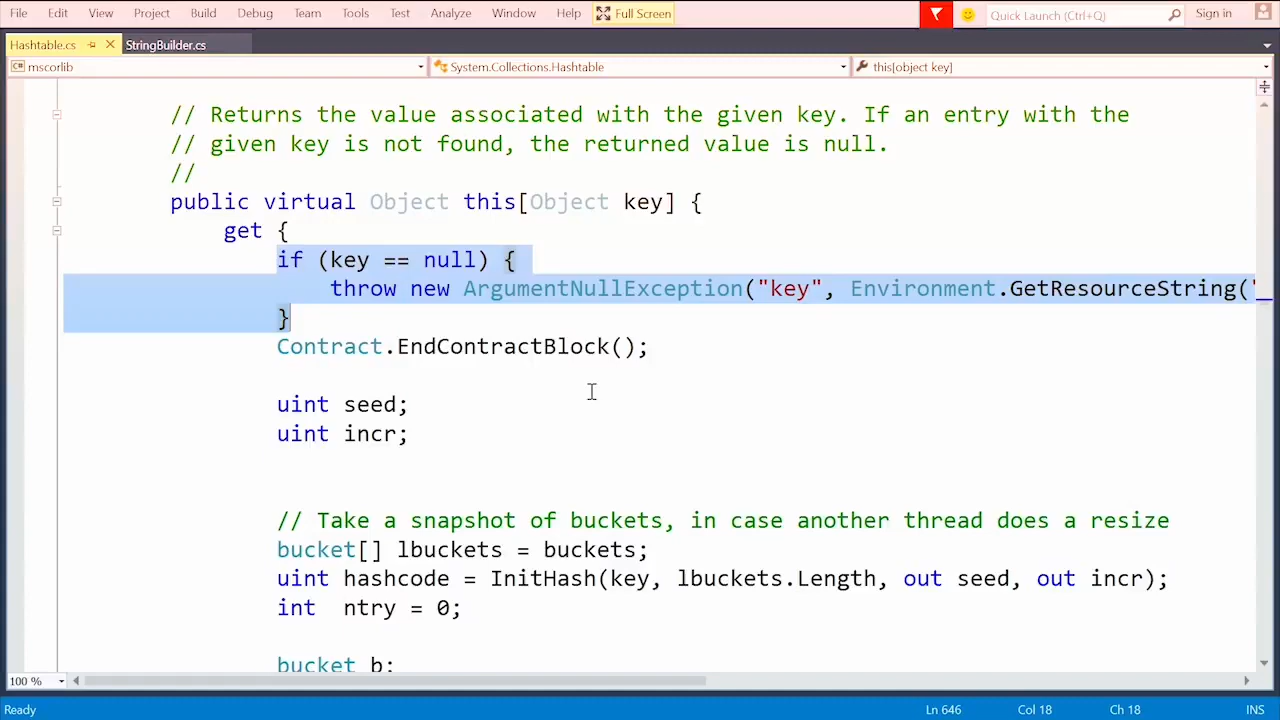 File Edit View Project Build Debug Team Tools Test Analyze Window Help Full Screen Quick Launch (Ctrl+Q) Sign in
Hashtable.cs StringBuilder.cs
mscorlib System.Collections.Hashtable this[object key]
// Returns the value associated with the given key. If an entry with the
// given key is not found, the returned value is null.
//
public virtual Object this[Object key] {
get {
if (key == null) {
throw new ArgumentNullException("key", Environment.GetResourceString("
}
Contract.EndContractBlock();
uint seed;
uint incr;
// Take a snapshot of buckets, in case another thread does a resize
bucket[] lbuckets = buckets;
uint hashcode = InitHash(key, lbuckets.Length, out seed, out incr);
int  ntry = 0;
bucket b;
100 %
Ready Ln 646 Col 18 Ch 18 INS